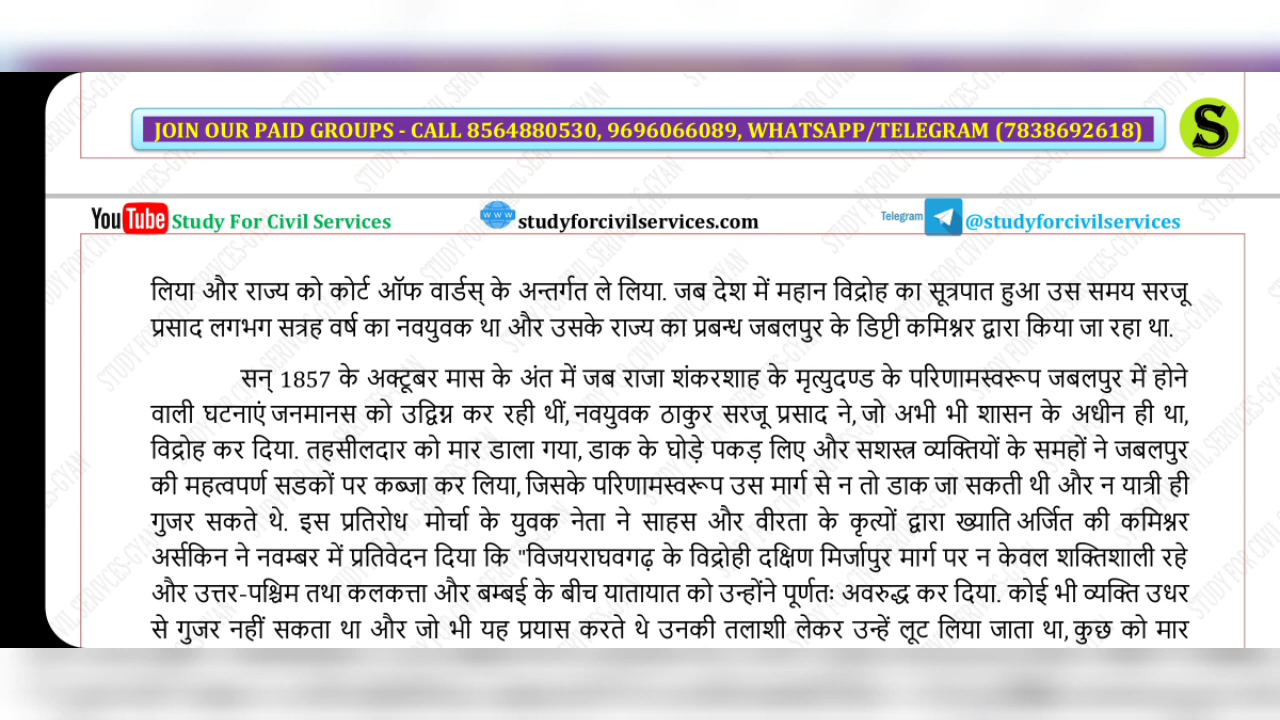 JOIN OUR PAID GROUPS - CALL 8564880530, 9696066089, WHATSAPP/TELEGRAM (7838692618)
S
YouTube Study For Civil Services
www studyforcivilservices.com
Telegram @studyforcivilservices
लिया और राज्य को कोर्ट ऑफ वार्डस् के अन्तर्गत ले लिया. जब देश में महान विद्रोह का सूत्रपात हुआ उस समय सरजू
प्रसाद लगभग सत्रह वर्ष का नवयुवक था और उसके राज्य का प्रबन्ध जबलपुर के डिप्टी कमिश्नर द्वारा किया जा रहा था.
सन् 1857 के अक्टूबर मास के अंत में जब राजा शंकरशाह के मृत्युदण्ड के परिणामस्वरूप जबलपुर में होने
वाली घटनाएं जनमानस को उद्विग्न कर रही थीं, नवयुवक ठाकुर सरजू प्रसाद ने, जो अभी भी शासन के अधीन ही था,
विद्रोह कर दिया. तहसीलदार को मार डाला गया, डाक के घोड़े पकड़ लिए और सशस्त्र व्यक्तियों के समहों ने जबलपुर
की महत्वपर्ण सडकों पर कब्जा कर लिया, जिसके परिणामस्वरूप उस मार्ग से न तो डाक जा सकती थी और न यात्री ही
गुजर सकते थे. इस प्रतिरोध मोर्चा के युवक नेता ने साहस और वीरता के कृत्यों द्वारा ख्याति अर्जित की कमिश्नर
अर्सकिन ने नवम्बर में प्रतिवेदन दिया कि "विजयराघवगढ़ के विद्रोही दक्षिण मिर्जापुर मार्ग पर न केवल शक्तिशाली रहे
और उत्तर-पश्चिम तथा कलकत्ता और बम्बई के बीच यातायात को उन्होंने पूर्णतः अवरुद्ध कर दिया. कोई भी व्यक्ति उधर
से गुजर नहीं सकता था और जो भी यह प्रयास करते थे उनकी तलाशी लेकर उन्हें लूट लिया जाता था, कुछ को मार